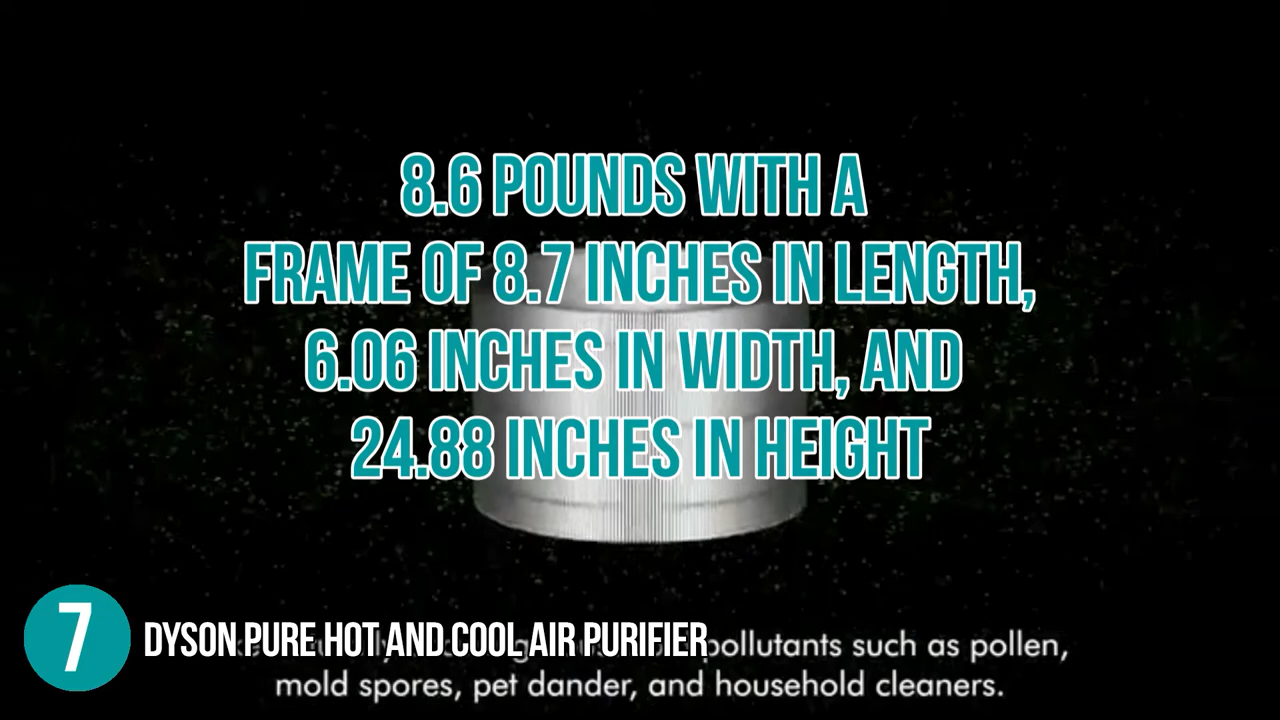 8.6 POUNDS WITH A
FRAME OF 8.7 INCHES IN LENGTH,
6.06 INCHES IN WIDTH, AND
24.88 INCHES IN HEIGHT
7
DYSON PURE HOT AND COOL AIR PURIFIER
pollutants such as pollen,
mold spores, pet dander, and household cleaners.